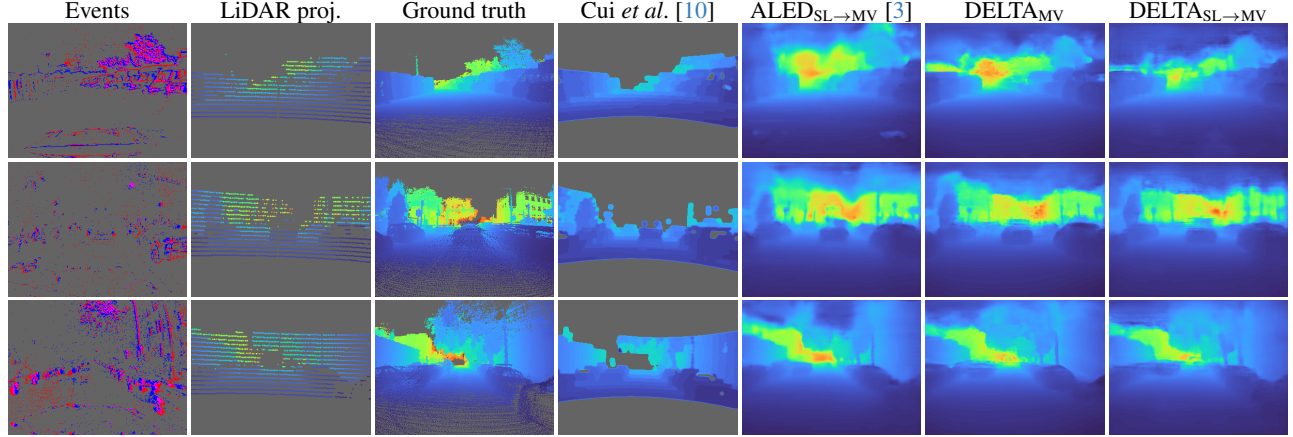 Events LiDAR proj. Ground truth Cui et al. [10] ALED_SL→MV [3] DELTA_MV DELTA_SL→MV